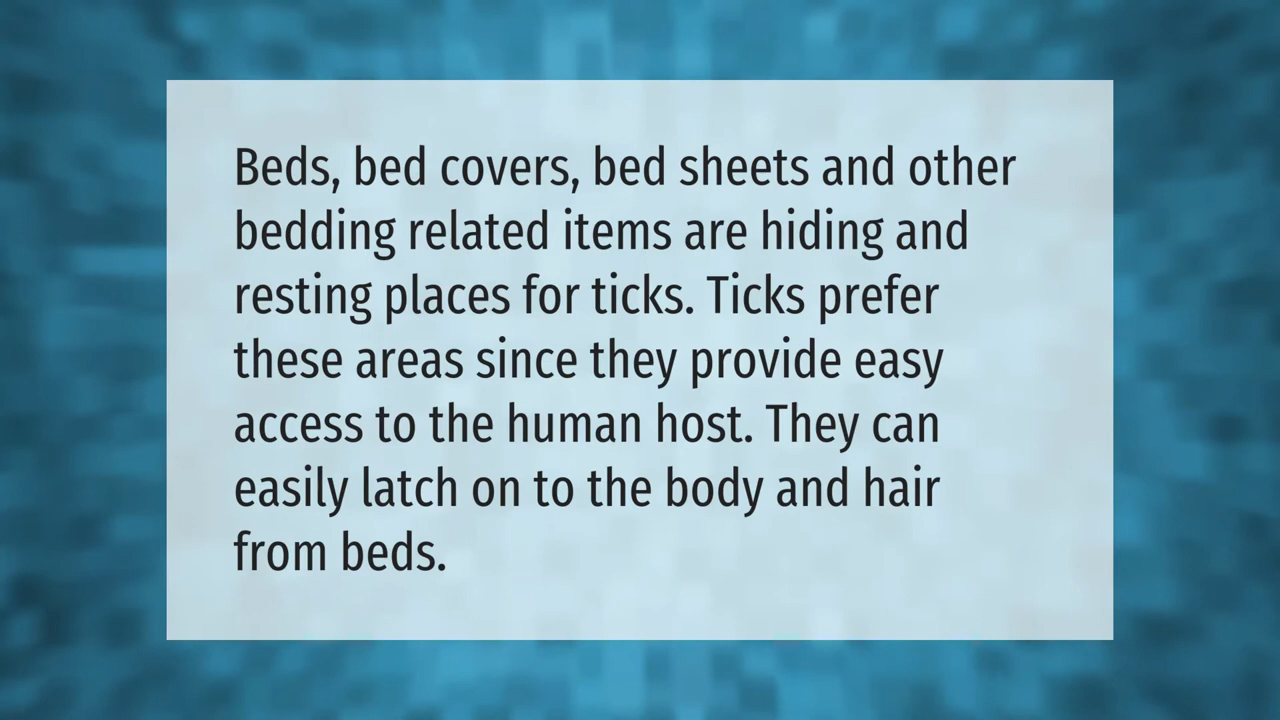 Beds, bed covers, bed sheets and other
bedding related items are hiding and
resting places for ticks. Ticks prefer
these areas since they provide easy
access to the human host. They can
easily latch on to the body and hair
from beds.